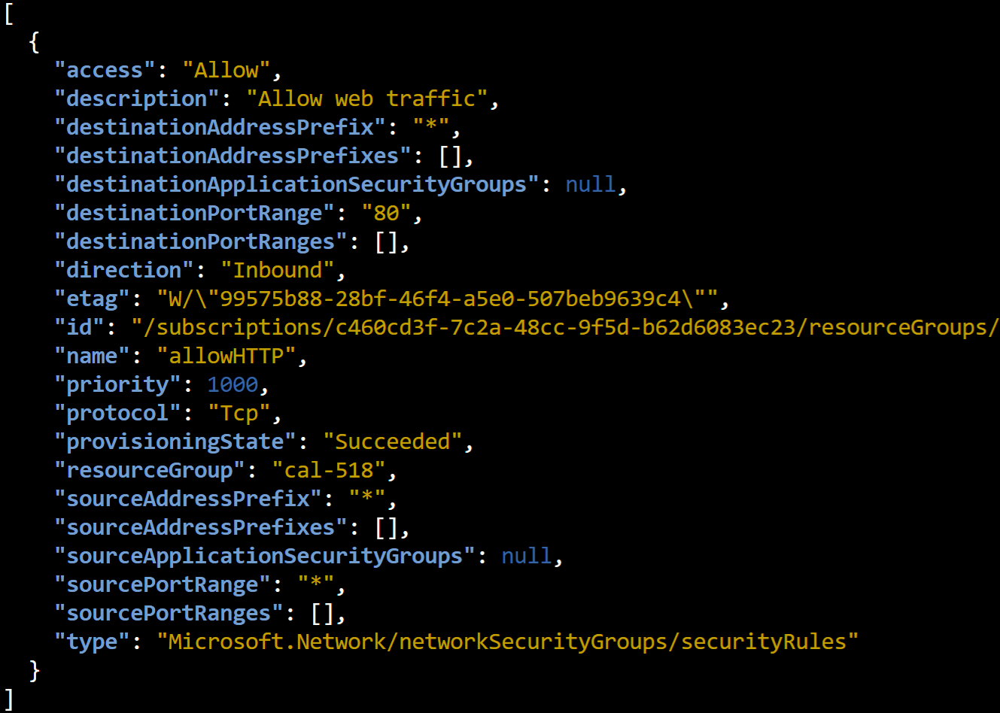 [
  {
    "access": "Allow",
    "description": "Allow web traffic",
    "destinationAddressPrefix": "*",
    "destinationAddressPrefixes": [],
    "destinationApplicationSecurityGroups": null,
    "destinationPortRange": "80",
    "destinationPortRanges": [],
    "direction": "Inbound",
    "etag": "W/\"99575b88-28bf-46f4-a5e0-507beb9639c4\"",
    "id": "/subscriptions/c460cd3f-7c2a-48cc-9f5d-b62d6083ec23/resourceGroups/
    "name": "allowHTTP",
    "priority": 1000,
    "protocol": "Tcp",
    "provisioningState": "Succeeded",
    "resourceGroup": "cal-518",
    "sourceAddressPrefix": "*",
    "sourceAddressPrefixes": [],
    "sourceApplicationSecurityGroups": null,
    "sourcePortRange": "*",
    "sourcePortRanges": [],
    "type": "Microsoft.Network/networkSecurityGroups/securityRules"
  }
]